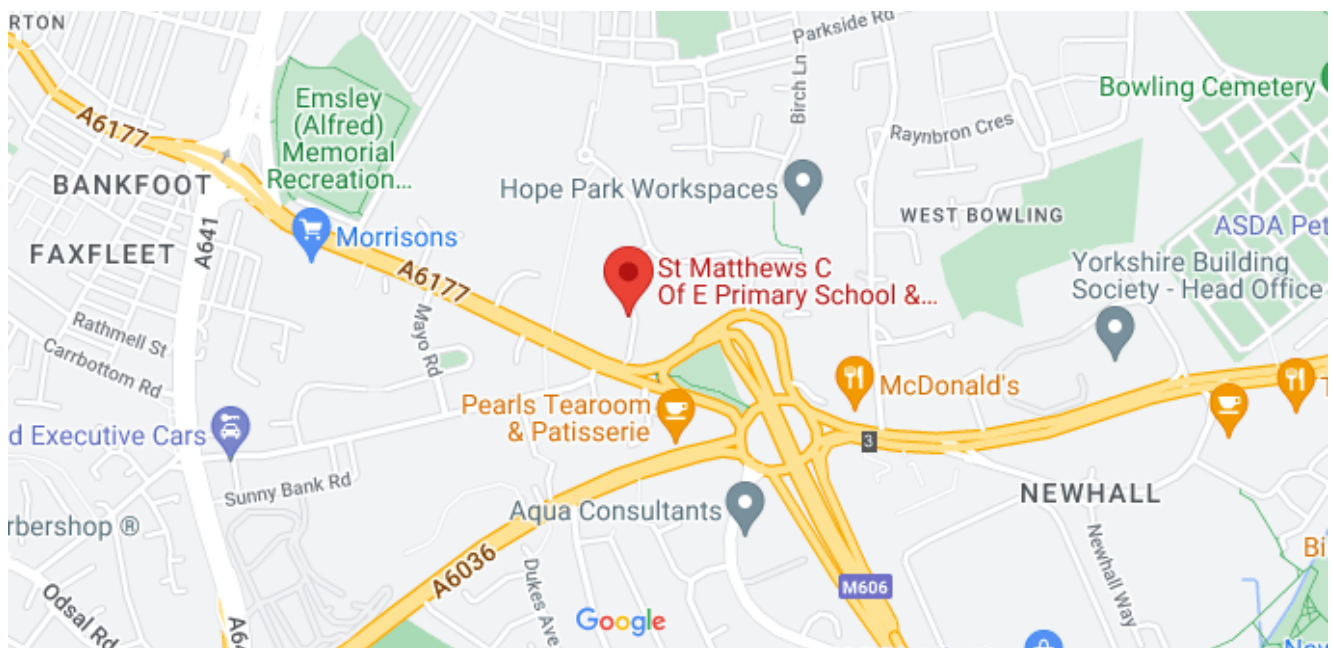 RTON
Parkside Rd
Birch Ln
Bowling Cemetery
Emsley
(Alfred)
Memorial
Recreation...
A6177
Raynbron Cres
BANKFOOT
Hope Park Workspaces
WEST BOWLING
ASDA Pet
A641
FAXFLEET
Morrisons
A6177
St Matthews C
Of E Primary School &...
Yorkshire Building
Society - Head Office
Rathmell St
Mayo Rd
Carrbottom Rd
McDonald's
Pearls Tearoom
& Patisserie
T
d Executive Cars
3
Sunny Bank Rd
NEWHALL
Aqua Consultants
rbershop ®
Newhall Way
Bi
A6036
Dukes Ave
M606
Odsal Rd
Google
A64
New